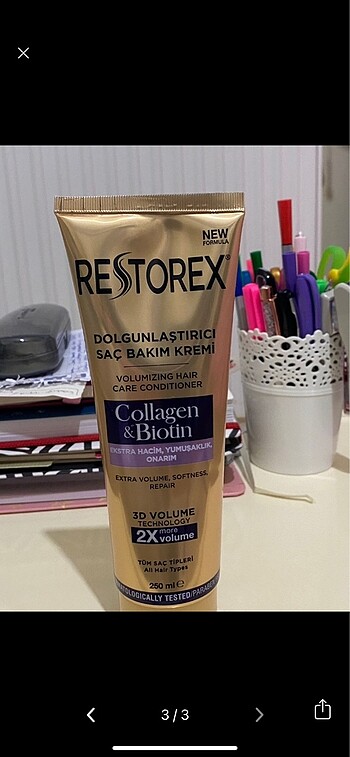 NEW
FORMULA
RESTOREX®
DOLGUNLAŞTIRICI
SAÇ BAKIM KREMİ
VOLUMIZING HAIR
CARE CONDITIONER
Collagen
&Biotin
EKSTRA HACİM, YUMUŞAKLIK,
ONARIM
EXTRA VOLUME, SOFTNESS,
REPAIR
3D VOLUME
TECHNOLOGY
2X more
volume
TÜM SAÇ TİPLERİ
All Hair Types
250 ml ℮
TESTED/
3 / 3